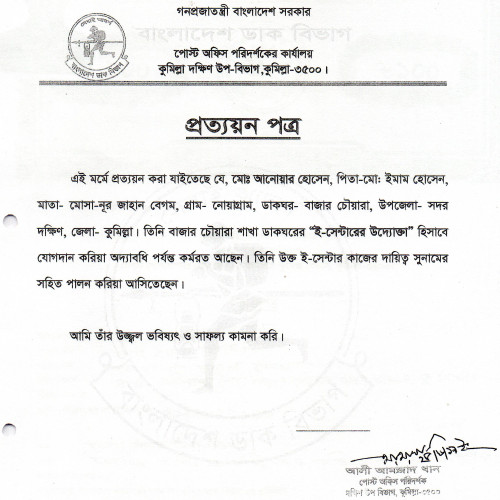 গনপ্রজাতন্ত্রী বাংলাদেশ সরকার
বাংলাদেশ ডাক বিভাগ
পোস্ট অফিস পরিদর্শকের কার্যালয়
কুমিল্লা দক্ষিণ উপ-বিভাগ,কুমিল্লা-৩৫০০।
প্রত্যয়ন পত্র
এই মর্মে প্রত্যয়ন করা যাইতেছে যে, মোঃ আনোয়ার হোসেন, পিতা-মো: ইমাম হোসেন,
মাতা- মোসা-নূর জাহান বেগম, গ্রাম- নোয়াগ্রাম, ডাকঘর- বাজার চৌয়ারা, উপজেলা- সদর
দক্ষিণ, জেলা- কুমিল্লা। তিনি বাজার চৌয়ারা শাখা ডাকঘরের “ই-সেন্টারের উদ্যোক্তা” হিসাবে
যোগদান করিয়া অদ্যাবধি পর্যন্ত কর্মরত আছেন। তিনি উক্ত ই-সেন্টার কাজের দায়িত্ব সুনামের
সহিত পালন করিয়া আসিতেছেন।
আমি তাঁর উজ্জ্বল ভবিষ্যৎ ও সাফল্য কামনা করি।
বাংলাদেশ ডাক বিভাগ
আলী আমজাদ খান
পোস্ট অফিস পরিদর্শক
দক্ষিণ উপ বিভাগ, কুমিল্লা-৩৫০০